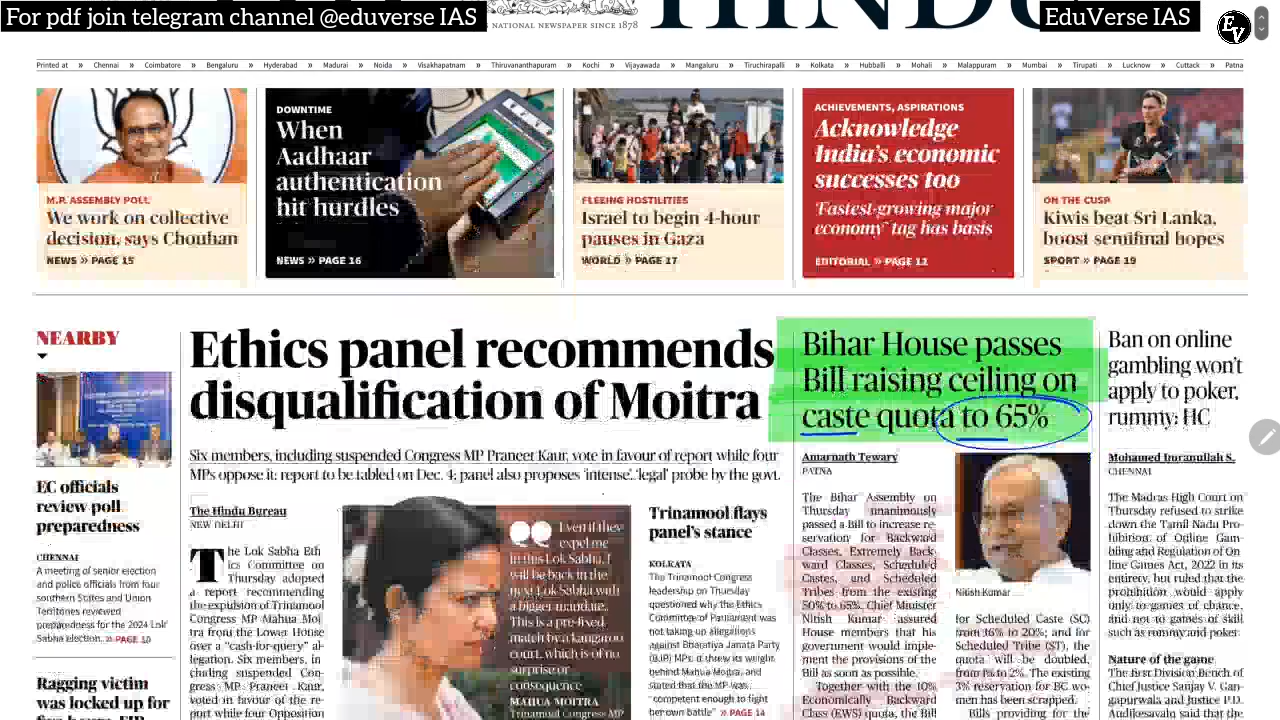 For pdf join telegram channel @eduverse IAS
NATIONAL NEWSPAPER SINCE 1878
EduVerse IAS
EV
Printed at » Chennai » Coimbatore » Bengaluru » Hyderabad » Madurai » Noida » Visakhapatnam » Thiruvananthapuram » Kochi » Vijayawada » Mangaluru » Tiruchirapalli » Kolkata » Hubballi » Mohali » Malappuram » Mumbai » Tirupati » Lucknow » Cuttack » Patna
M.P. ASSEMBLY POLL
We work on collective
decision, says Chouhan
NEWS » PAGE 15
DOWNTIME
When
Aadhaar
authentication
hit hurdles
NEWS » PAGE 16
FLEEING HOSTILITIES
Israel to begin 4-hour
pauses in Gaza
WORLD » PAGE 17
ACHIEVEMENTS, ASPIRATIONS
Acknowledge
India's economic
successes too
'Fastest-growing major
economy' tag has basis
EDITORIAL » PAGE 12
ON THE CUSP
Kiwis beat Sri Lanka,
boost semifinal hopes
SPORT » PAGE 19
NEARBY
EC officials
review poll
preparedness
CHENNAI
A meeting of senior election
and police officials from four
southern States and Union
Territories reviewed
preparedness for the 2024 Lok
Sabha election. » PAGE 10
Ragging victim
was locked up for
Ethics panel recommends
disqualification of Moitra
Six members, including suspended Congress MP Praneet Kaur, vote in favour of report while four
MPs oppose it; report to be tabled on Dec. 4; panel also proposes 'intense', 'legal' probe by the govt.
The Hindu Bureau
NEW DELHI
The Lok Sabha Eth
ics Committee on
Thursday adopted
a report recommending
the expulsion of Trinamool
Congress MP Mahua Moi
tra from the Lower House
over a "cash-for-query" al-
legation. Six members, in
cluding suspended Con
gress MP Praneet Kaur,
voted in favour of the re
port while four Opposition
Even if they
expel me
in this Lok Sabha, I
will be back in the
next Lok Sabha with
a bigger mandate.
This is a pre-fixed
match by a kangaroo
court, which is of no
surprise or
consequence
MAHUA MOITRA
Trinamool Congress MP
Trinamool flays
panel's stance
KOLKATA
The Trinamool Congress
leadership on Thursday
questioned why the Ethics
Committee of Parliament was
not taking up allegations
against Bharatiya Janata Party
(BJP) MPs. It threw its weight
behind Mahua Moitra, and
stated that the MP was
"competent enough to fight
her own battle" » PAGE 14
Bihar House passes
Bill raising ceiling on
caste quota to 65%
Amarnath Tewary
PATNA
The Bihar Assembly on
Thursday unanimously
passed a Bill to increase re-
servation for Backward
Classes, Extremely Back-
ward Classes, Scheduled
Castes, and Scheduled
Tribes from the existing
50% to 65%. Chief Minister
Nitish Kumar assured
House members that his
government would imple-
ment the provisions of the
Bill as soon as possible.
Together with the 10%
Economically Backward
Class (EWS) quota, the Bill
Nitish Kumar
for Scheduled Caste (SC)
from 16% to 20%; and for
Scheduled Tribe (ST), the
quota will be doubled,
from 1% to 2%. The existing
3% reservation for BC wo-
men has been scrapped.
Bills providing for the
Ban on online
gambling won't
apply to poker,
rummy: HC
Mohamed Imranullah S.
CHENNAI
The Madras High Court on
Thursday refused to strike
down the Tamil Nadu Pro-
hibition of Online Gam-
bling and Regulation of On
line Games Act, 2022 in its
entirety, but ruled that the
prohibition would apply
only to games of chance,
and not to games of skill
such as rummy and poker.
Nature of the game
The first Division Bench of
Chief Justice Sanjay V. Gan-
gapurwala and Justice P.D.
Audikesavalu said that the